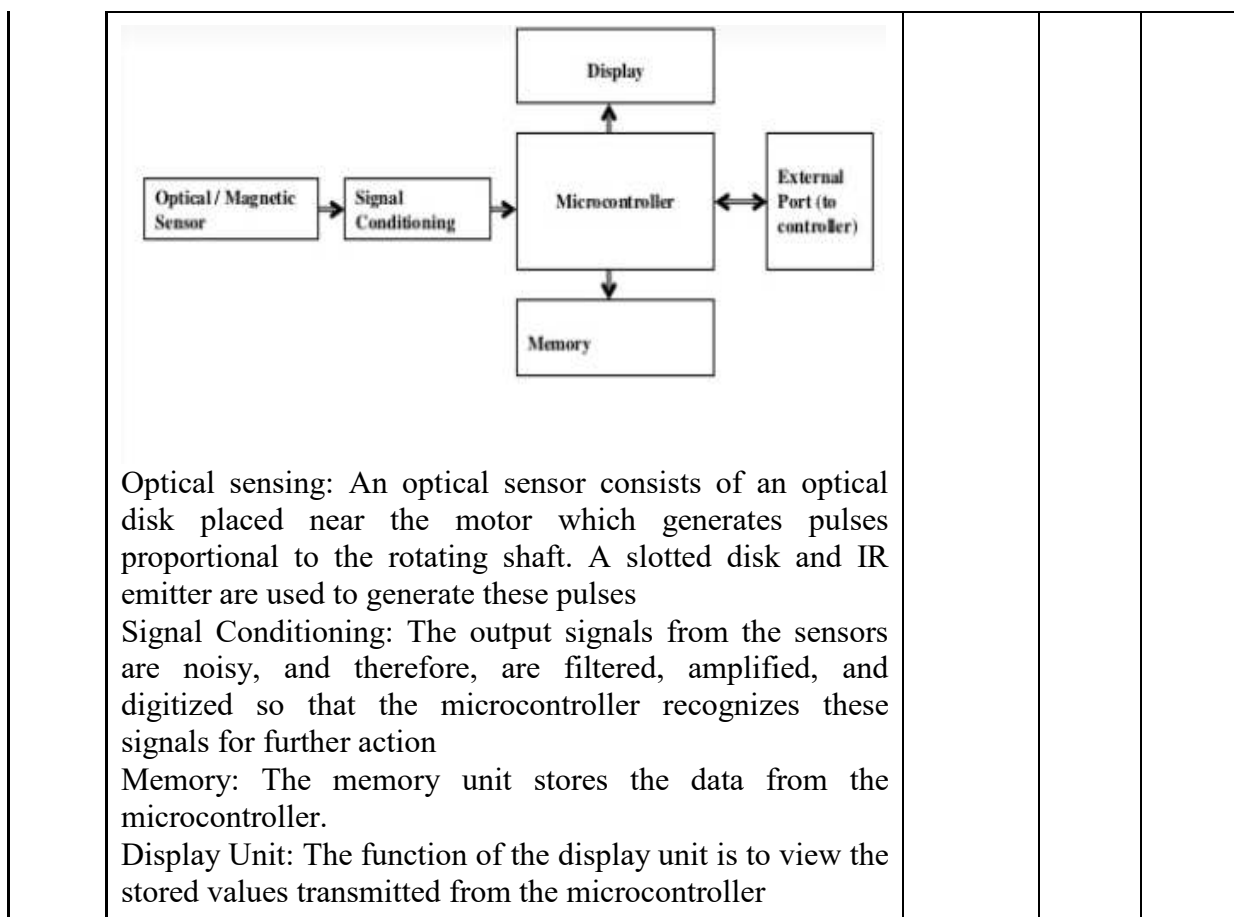 Display
Optical / Magnetic
Sensor
Signal
Conditioning
Microcontroller
External
Port (to
controller)
Memory
Optical sensing: An optical sensor consists of an optical
disk placed near the motor which generates pulses
proportional to the rotating shaft. A slotted disk and IR
emitter are used to generate these pulses
Signal Conditioning: The output signals from the sensors
are noisy, and therefore, are filtered, amplified, and
digitized so that the microcontroller recognizes these
signals for further action
Memory: The memory unit stores the data from the
microcontroller.
Display Unit: The function of the display unit is to view the
stored values transmitted from the microcontroller